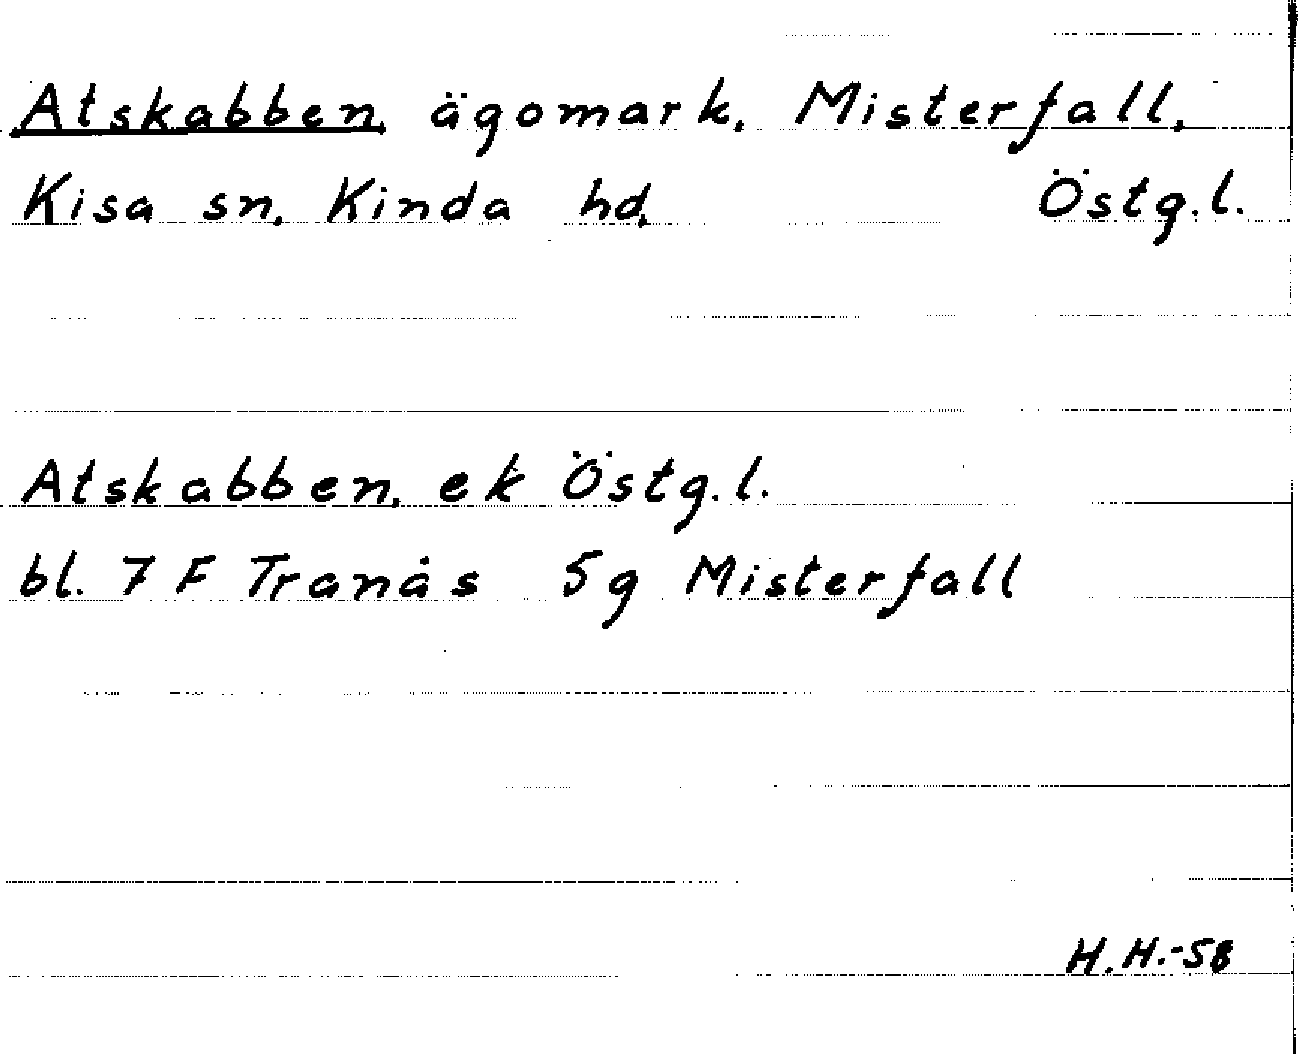 Atskabben, ägomark, Misterfall,
Kisa sn, Kinda hd, Östg.l.
Atskabben, ek Östg.l.
bl. 7 F Tranås 5g Misterfall
H.H.-58